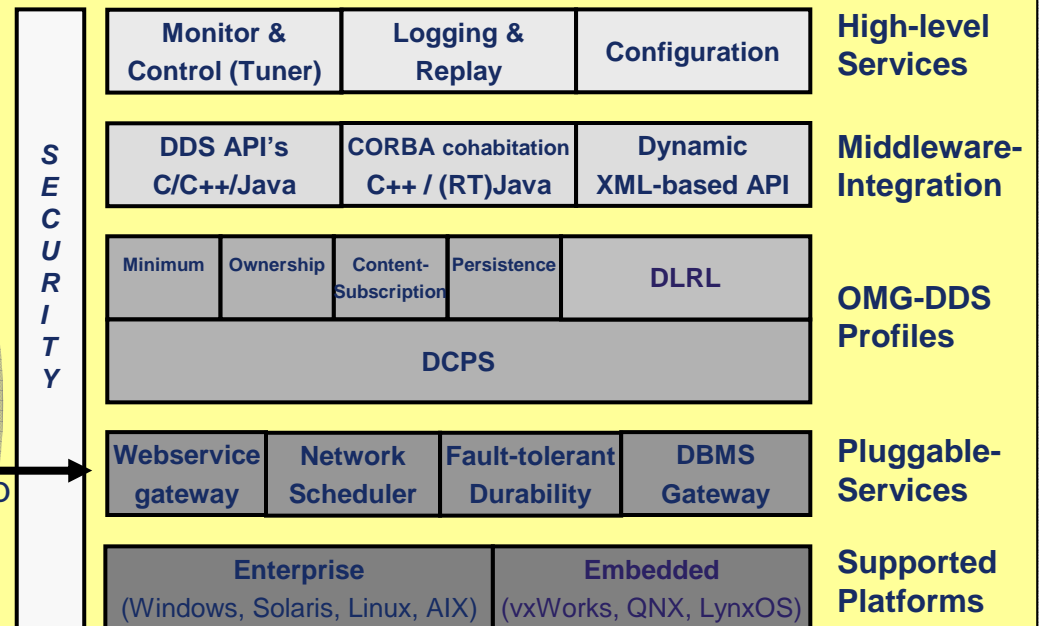 Monitor &
Control (Tuner)
Logging &
Replay
Configuration
High-level
Services
S
E
C
U
R
I
T
Y
DDS API's
C/C++/Java
CORBA cohabitation
C++ / (RT)Java
Dynamic
XML-based API
Middleware-
Integration
Minimum
Ownership
Content-
Subscription
Persistence
DLRL
DCPS
OMG-DDS
Profiles
Webservice
gateway
Network
Scheduler
Fault-tolerant
Durability
DBMS
Gateway
Pluggable-
Services
Enterprise
(Windows, Solaris, Linux, AIX)
Embedded
(vxWorks, QNX, LynxOS)
Supported
Platforms